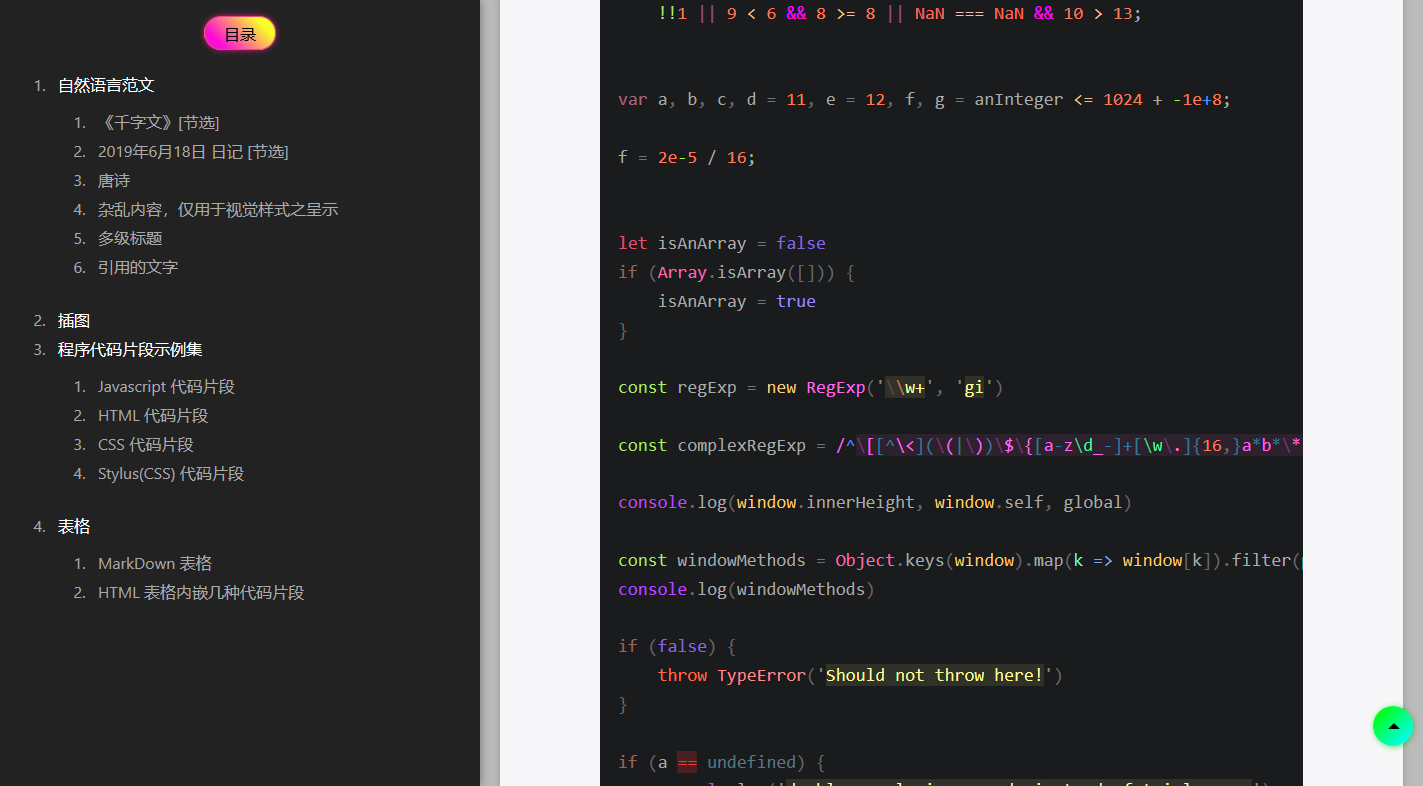 目录
1. 自然语言范文
1. 《千字文》[节选]
2. 2019年6月18日 日记 [节选]
3. 唐诗
4. 杂乱内容，仅用于视觉样式之呈示
5. 多级标题
6. 引用的文字
2. 插图
3. 程序代码片段示例集
1. Javascript 代码片段
2. HTML 代码片段
3. CSS 代码片段
4. Stylus(CSS) 代码片段
4. 表格
1. MarkDown 表格
2. HTML 表格内嵌几种代码片段
!!1 || 9 < 6 && 8 >= 8 || NaN === NaN && 10 > 13;
var a, b, c, d = 11, e = 12, f, g = anInteger <= 1024 + -1e+8;
f = 2e-5 / 16;
let isAnArray = false
if (Array.isArray([])) {
isAnArray = true
}
const regExp = new RegExp('\\w+', 'gi')
const complexRegExp = /^\[[^\<](\(|\))\$\{[a-z\d_-]+[\w\.]{16,}a*b*\*
console.log(window.innerHeight, window.self, global)
const windowMethods = Object.keys(window).map(k => window[k]).filter(
console.log(windowMethods)
if (false) {
throw TypeError('Should not throw here!')
}
if (a == undefined) {